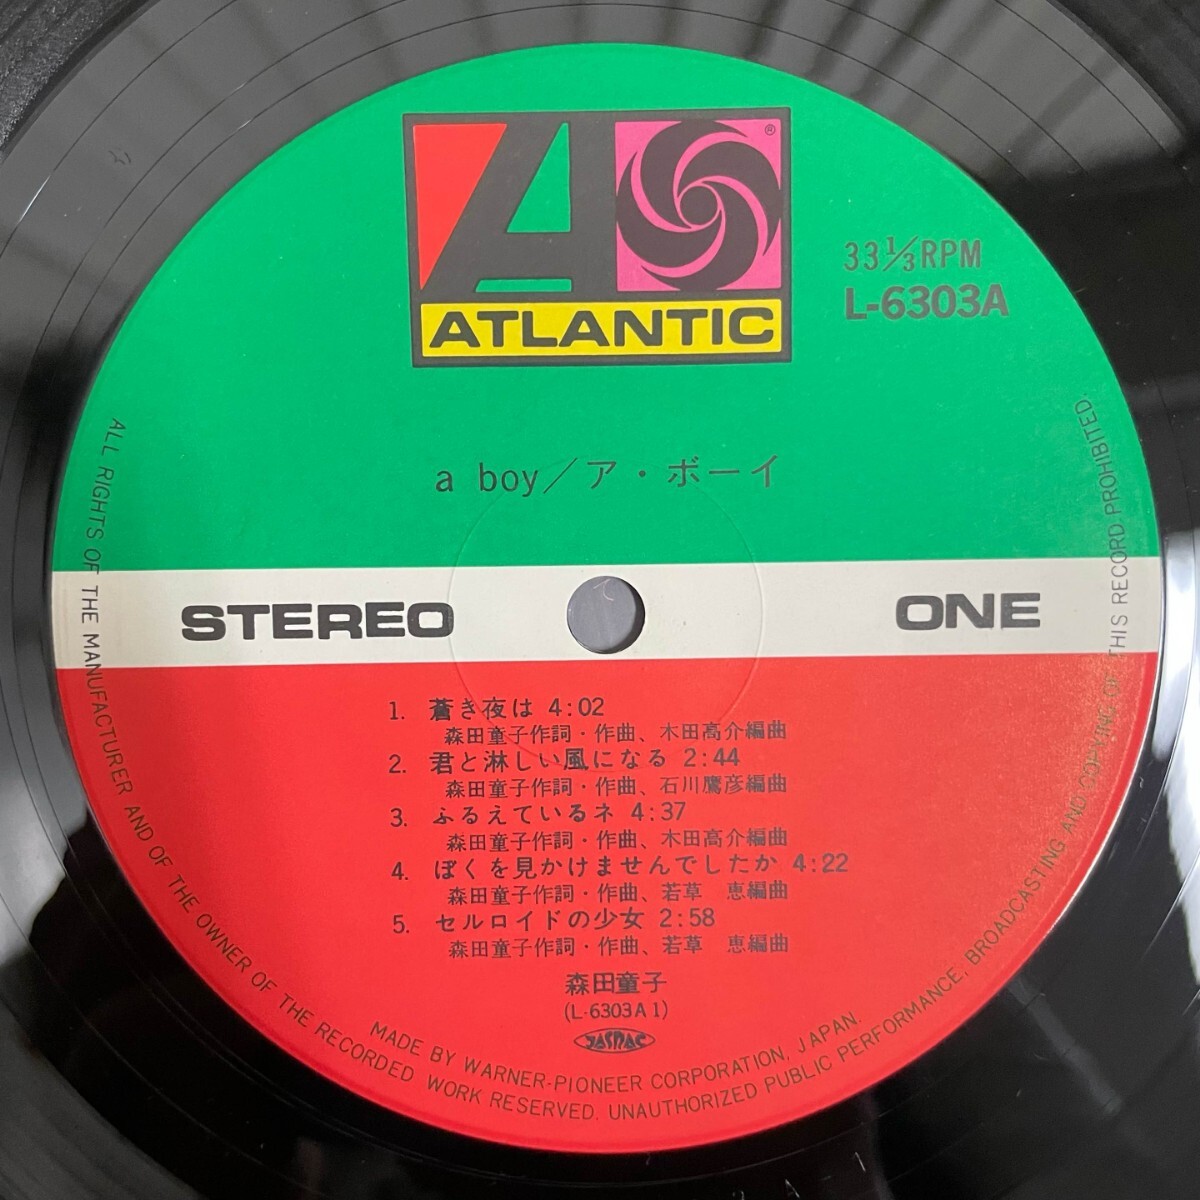 A
®
ATLANTIC
33 1/3 RPM
L-6303A
a boy/ア・ボーイ
STEREO
ONE
1. 蒼き夜は 4:02
森田童子作詞・作曲、木田高介編曲
2. 君と淋しい風になる 2:44
森田童子作詞・作曲、石川鷹彦編曲
3. ふるえているネ 4:37
森田童子作詞・作曲、木田高介編曲
4. ぼくを見かけませんでしたか 4:22
森田童子作詞・作曲、若草 恵編曲
5. セルロイドの少女 2:58
森田童子作詞・作曲、若草 恵編曲
森田童子
(L-6303A1)
JASRAC
MADE BY WARNER-PIONEER CORPORATION, JAPAN.
ALL RIGHTS OF THE MANUFACTURER AND OF THE OWNER OF THE RECORDED WORK RESERVED. UNAUTHORIZED PUBLIC PERFORMANCE, BROADCASTING AND COPYING OF THIS RECORD PROHIBITED.